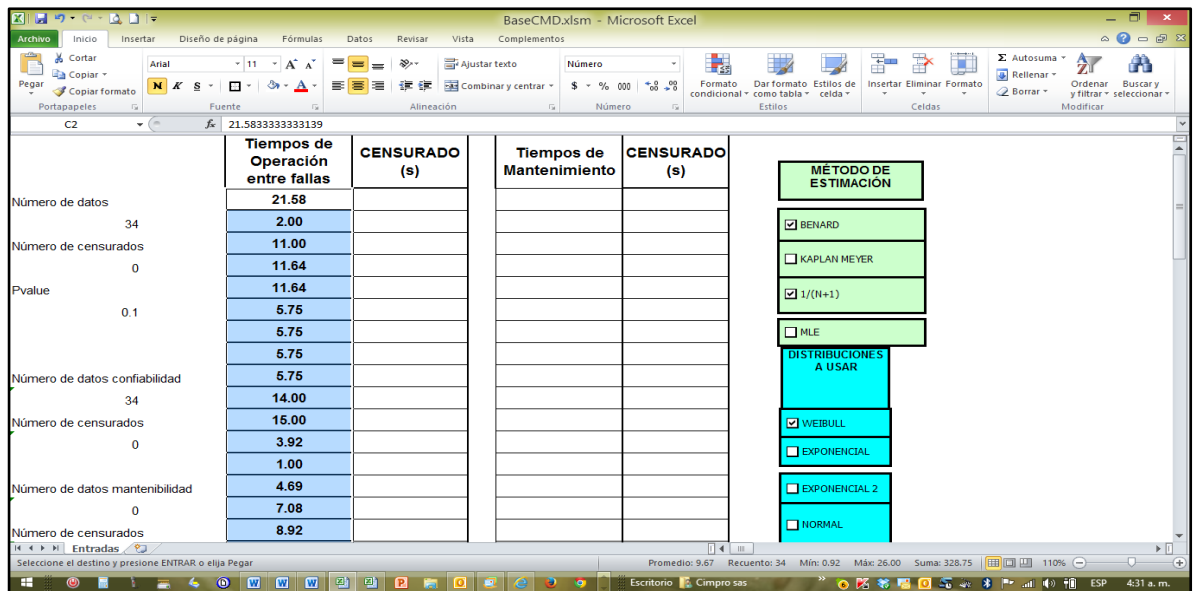 BaseCMD.xlsm - Microsoft Excel
Archivo Inicio Insertar Diseño de página Fórmulas Datos Revisar Vista Complementos
Pegar
Cortar
Copiar
Copiar formato
Portapapeles
Arial 11
N K S
Fuente
Ajustar texto
Combinar y centrar
Alineación
Número
$ % 000
Número
Formato condicional
Dar formato como tabla
Estilos de celda
Estilos
Insertar Eliminar Formato
Celdas
Σ Autosuma
Rellenar
Borrar
Ordenar y filtrar
Buscar y seleccionar
Modificar
C2 fx 21.5833333333139
Tiempos de Operación entre fallas
CENSURADO (s)
Tiempos de Mantenimiento
CENSURADO (s)
MÉTODO DE ESTIMACIÓN
Número de datos
34
Número de censurados
0
Pvalue
0.1
Número de datos confiabilidad
34
Número de censurados
0
Número de datos mantenibilidad
0
Número de censurados
21.58
2.00
11.00
11.64
11.64
5.75
5.75
5.75
5.75
14.00
15.00
3.92
1.00
4.69
7.08
8.92
BENARD
KAPLAN MEYER
1/(N+1)
MLE
DISTRIBUCIONES A USAR
WEIBULL
EXPONENCIAL
EXPONENCIAL 2
NORMAL
Entradas
Seleccione el destino y presione ENTRAR o elija Pegar
Promedio: 9.67 Recuento: 34 Mín: 0.92 Máx: 26.00 Suma: 328.75 110%
Escritorio Cimpro sas
ESP 4:31 a. m.